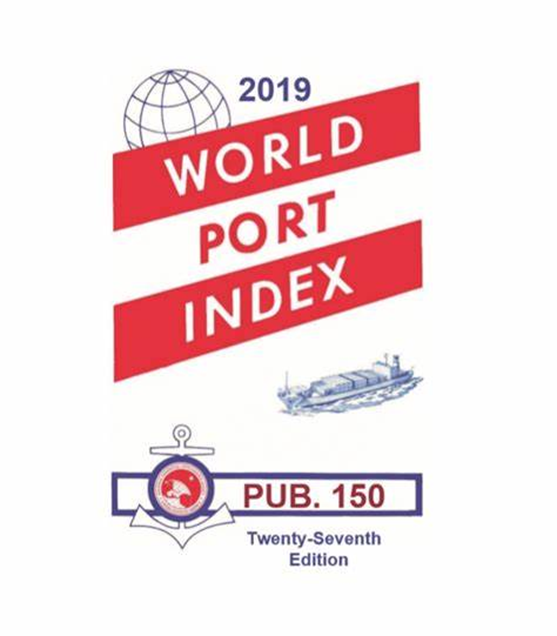 2019
WORLD
PORT
INDEX
PUB. 150
Twenty-Seventh
Edition